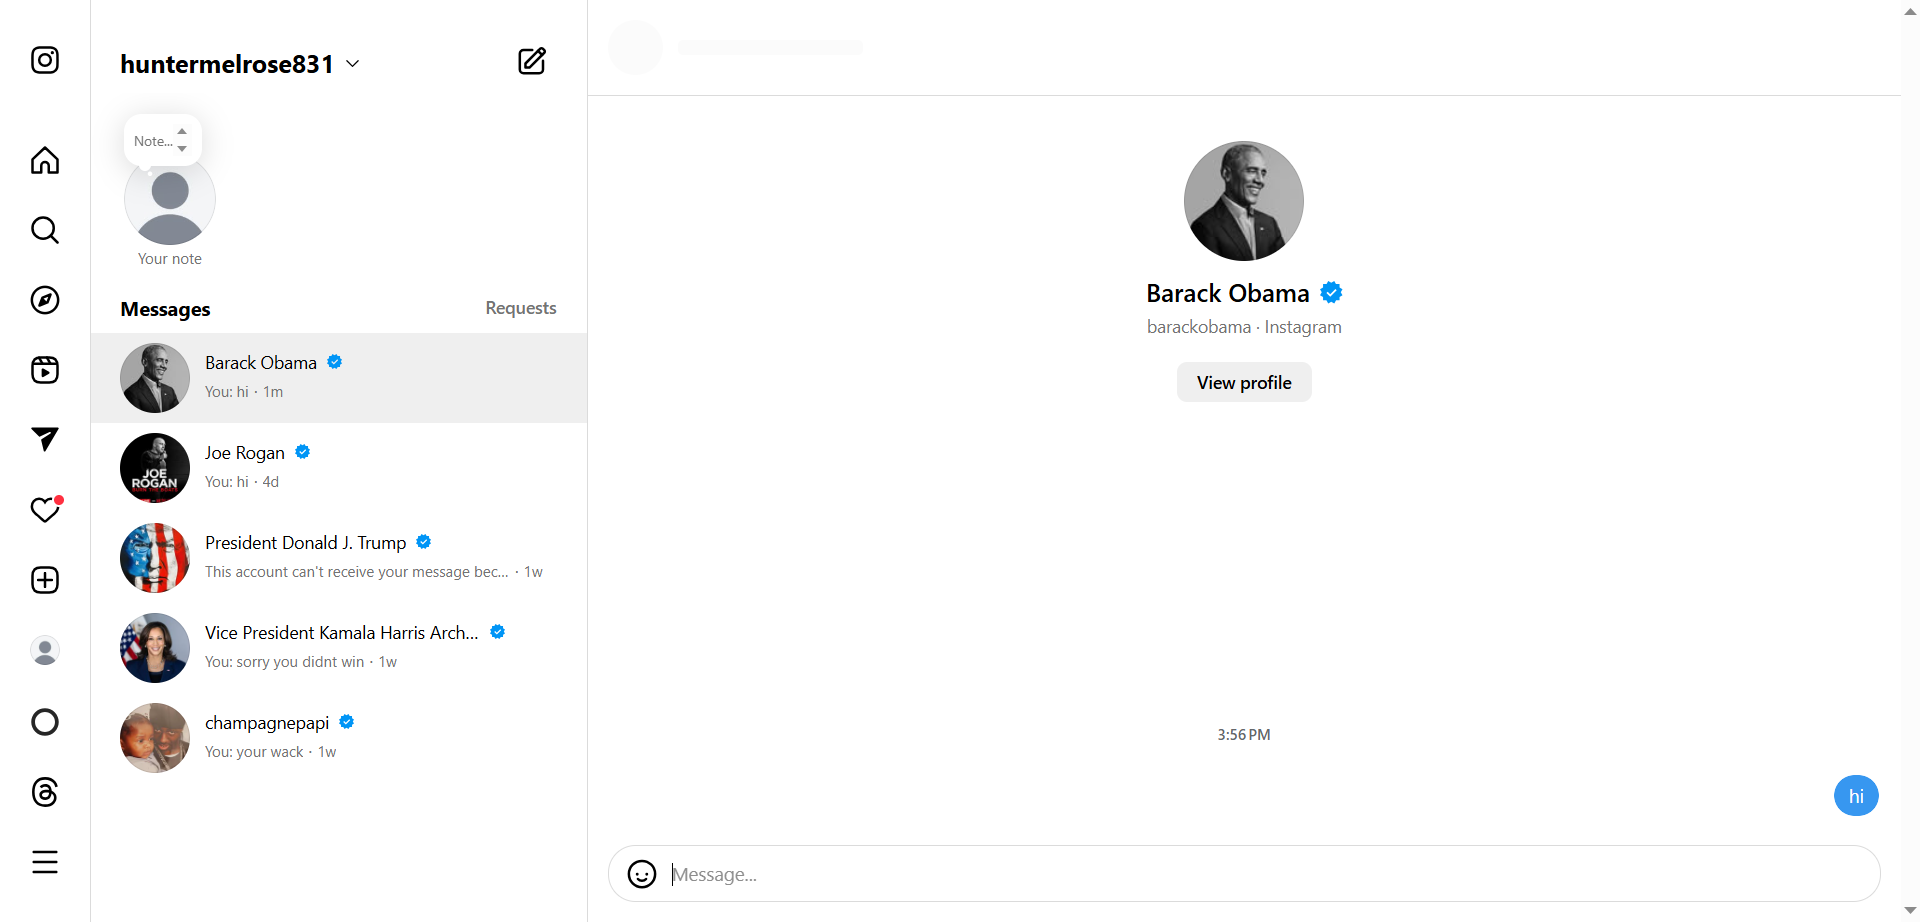 huntermelrose831
Note...
Your note
Messages
Requests
Barack Obama
You: hi · 1m
JOE
ROGAN
Joe Rogan
You: hi · 4d
President Donald J. Trump
This account can't receive your message bec... · 1w
Vice President Kamala Harris Arch...
You: sorry you didnt win · 1w
champagnepapi
You: your wack · 1w
Barack Obama
barackobama · Instagram
View profile
3:56 PM
hi
Message...